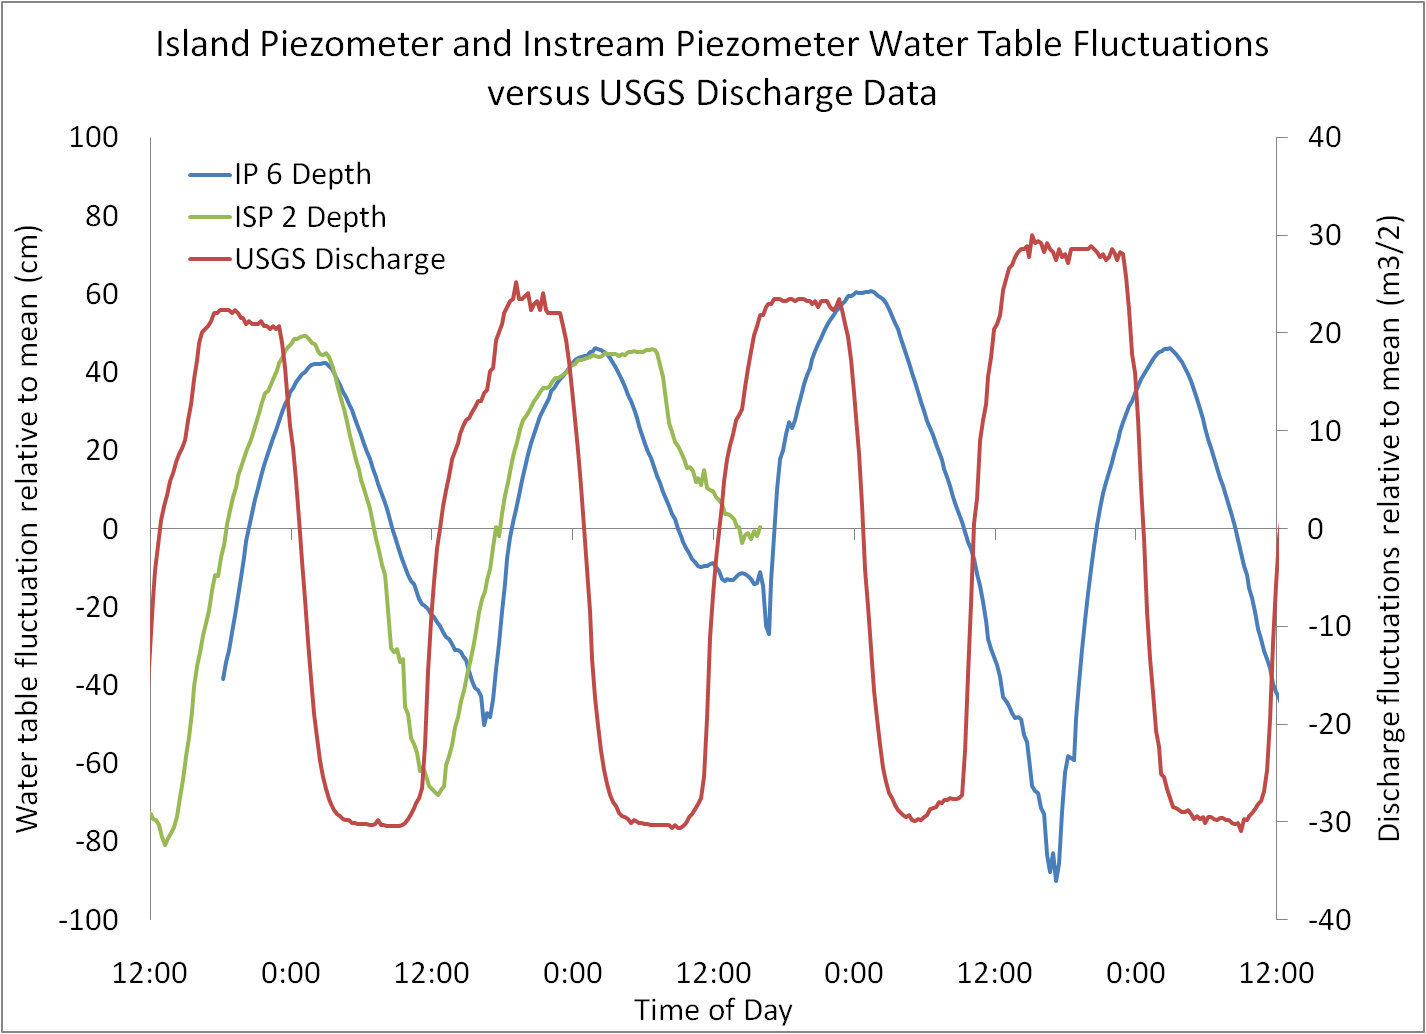 Island Piezometer and Instream Piezometer Water Table Fluctuations
versus USGS Discharge Data
IP 6 Depth
ISP 2 Depth
USGS Discharge
Water table fluctuation relative to mean (cm)
100
80
60
40
20
0
-20
-40
-60
-80
-100
40
30
20
10
0
-10
-20
-30
-40
Discharge fluctuations relative to mean (m3/2)
12:00 0:00 12:00 0:00 12:00 0:00 12:00 0:00 12:00
Time of Day